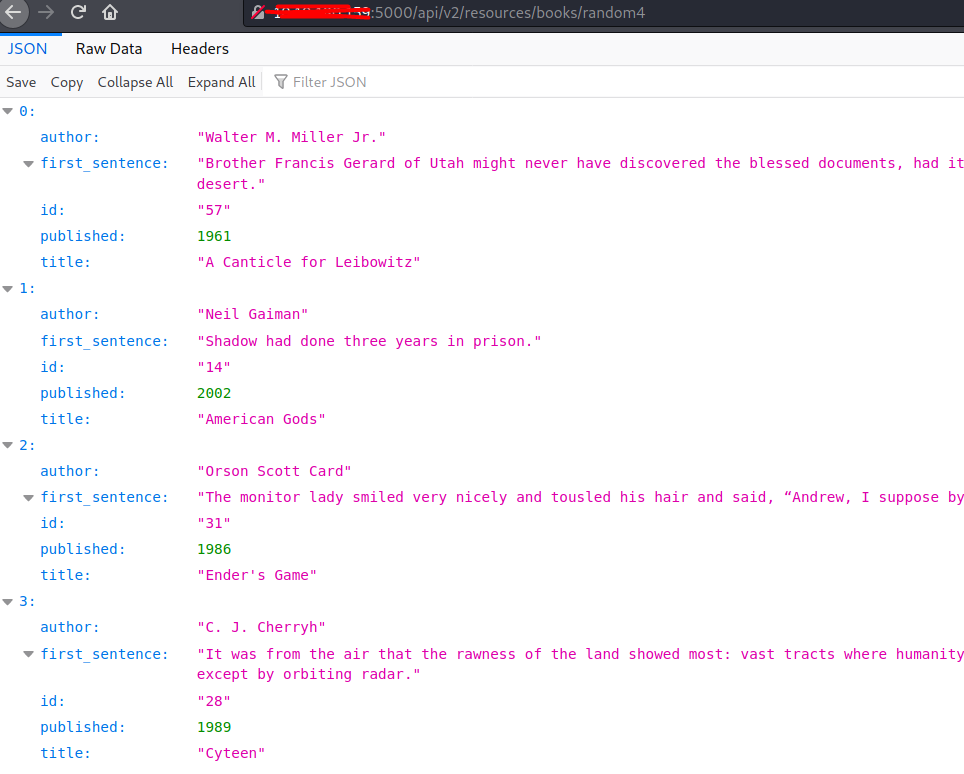 :5000/api/v2/resources/books/random4
JSON Raw Data Headers
Save Copy Collapse All Expand All Filter JSON
0:
author: "Walter M. Miller Jr."
first_sentence: "Brother Francis Gerard of Utah might never have discovered the blessed documents, had it
desert."
id: "57"
published: 1961
title: "A Canticle for Leibowitz"
1:
author: "Neil Gaiman"
first_sentence: "Shadow had done three years in prison."
id: "14"
published: 2002
title: "American Gods"
2:
author: "Orson Scott Card"
first_sentence: "The monitor lady smiled very nicely and tousled his hair and said, “Andrew, I suppose by
id: "31"
published: 1986
title: "Ender's Game"
3:
author: "C. J. Cherryh"
first_sentence: "It was from the air that the rawness of the land showed most: vast tracts where humanity
except by orbiting radar."
id: "28"
published: 1989
title: "Cyteen"